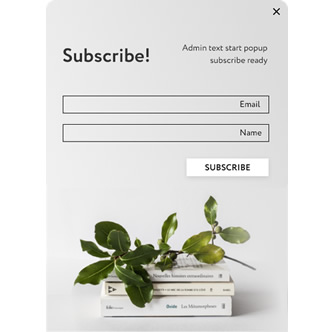 Subscribe!
Admin text start popup
subscribe ready
Email
Name
SUBSCRIBE
Nouvelles histoires extraordinaires
Ovide Les Métamorphoses